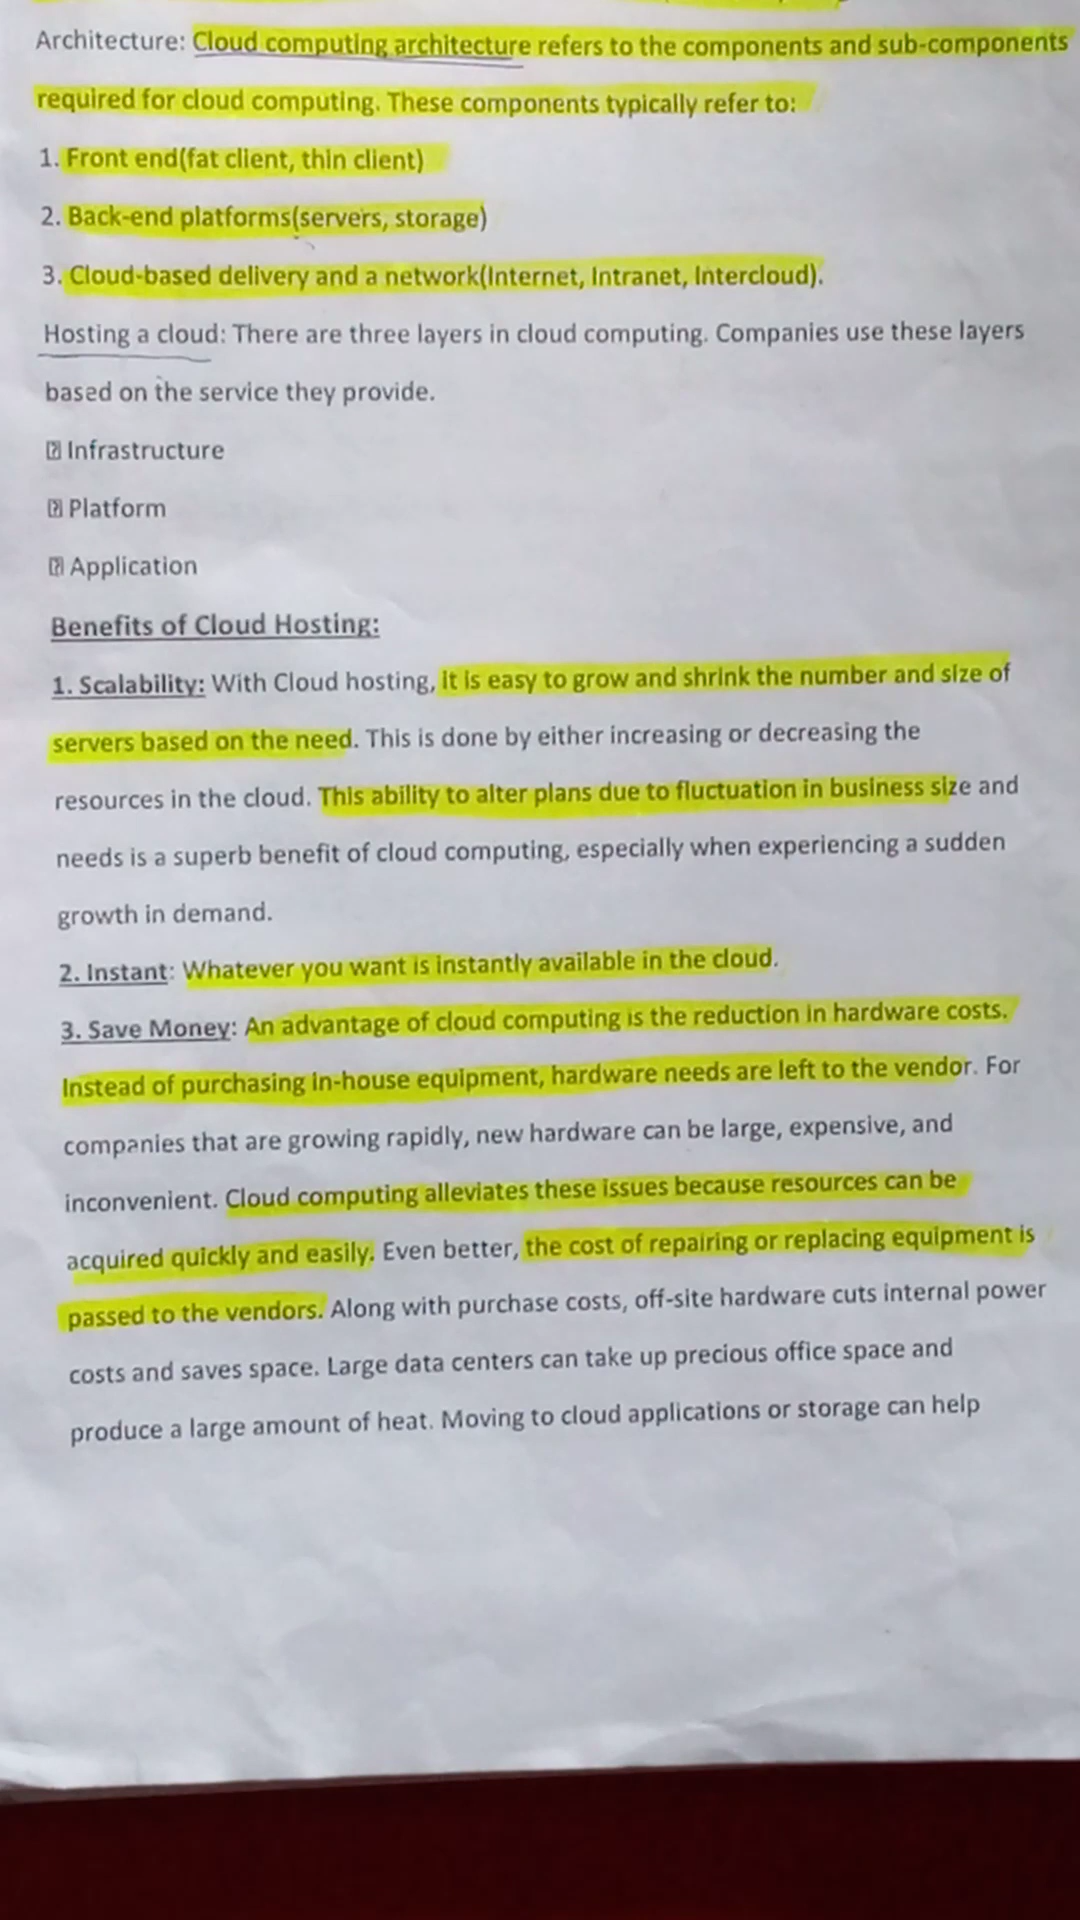 Architecture: Cloud computing architecture refers to the components and sub-components
required for cloud computing. These components typically refer to:
1. Front end(fat client, thin client)
2. Back-end platforms(servers, storage)
3. Cloud-based delivery and a network(Internet, Intranet, Intercloud).
Hosting a cloud: There are three layers in cloud computing. Companies use these layers
based on the service they provide.
⍰ Infrastructure
⍰ Platform
⍰ Application
Benefits of Cloud Hosting:
1. Scalability: With Cloud hosting, it is easy to grow and shrink the number and size of
servers based on the need. This is done by either increasing or decreasing the
resources in the cloud. This ability to alter plans due to fluctuation in business size and
needs is a superb benefit of cloud computing, especially when experiencing a sudden
growth in demand.
2. Instant: Whatever you want is instantly available in the cloud.
3. Save Money: An advantage of cloud computing is the reduction in hardware costs.
Instead of purchasing in-house equipment, hardware needs are left to the vendor. For
companies that are growing rapidly, new hardware can be large, expensive, and
inconvenient. Cloud computing alleviates these issues because resources can be
acquired quickly and easily. Even better, the cost of repairing or replacing equipment is
passed to the vendors. Along with purchase costs, off-site hardware cuts internal power
costs and saves space. Large data centers can take up precious office space and
produce a large amount of heat. Moving to cloud applications or storage can help